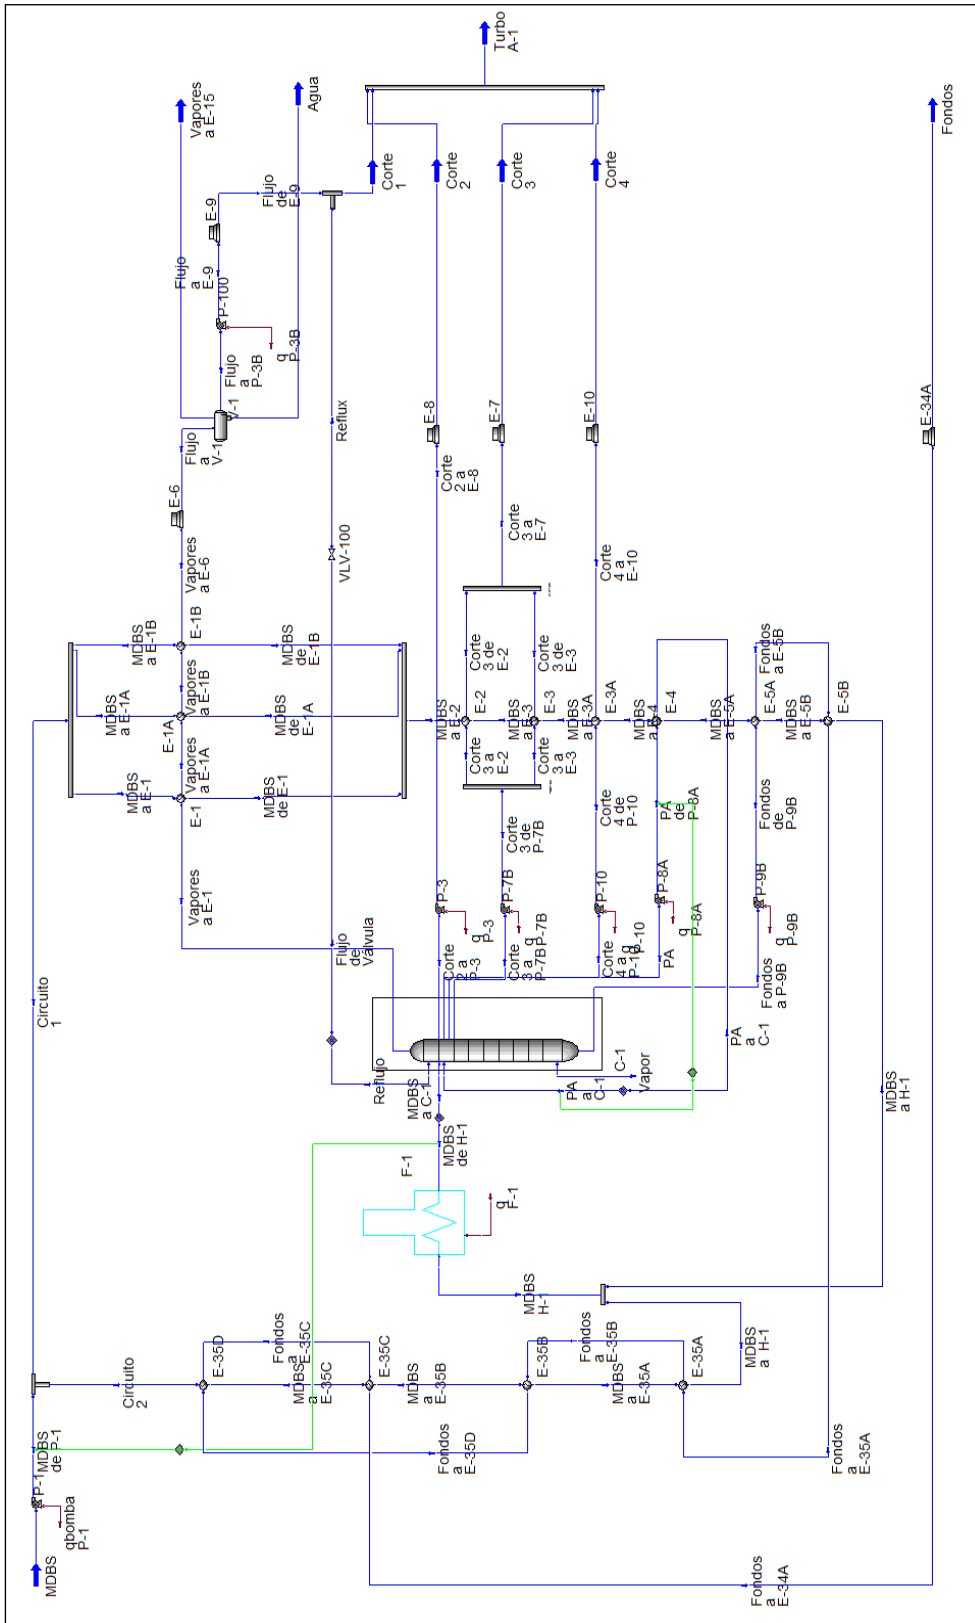 MDBS
qbomba
P-1
P-1
MDBS
de P-1
Circuito
1
Circuito
2
E-35D
Fondos
a
E-35C
MDBS
a
E-35C
E-35C
MDBS
a
E-35B
Fondos
a
E-35D
E-35B
Fondos
a
E-35B
MDBS
a
E-35A
E-35A
MDBS
a H-1
Fondos
a
E-35A
Fondos
a
E-34A
MDBS
H-1
F-1
q
F-1
MDBS
de H-1
MDBS
a C-1
Reflujo
PA
a
C-1
C-1
Vapor
PA a
C-1
MDBS
a H-1
Flujo
de
Válvula
Vapores
a E-1
Corte
2 a
P-3
P-3
q
P-3
Corte
3 a
P-7B
P-7B
q
P-7B
Corte
4 a
P-10
P-10
q
P-10
PA
P-8A
q
P-8A
Fondos
a P-9B
P-9B
q
P-9B
Corte
3 de
P-7B
Corte
4 de
P-10
PA
de
P-8A
Fondos
de
P-9B
MDBS
a E-1
E-1
MDBS
de E-1
Vapores
a E-1A
MDBS
a E-1A
E-1A
MDBS
de
E-1A
Vapores
a E-1B
MDBS
a E-1B
E-1B
MDBS
de
E-1B
Vapores
a E-6
E-6
Flujo
a
V-1
V-1
Flujo
a
P-3B
q
P-3B
P-100
Flujo
a
E-9
E-9
Flujo
de
E-9
Vapores
a E-15
Agua
VLV-100
Reflux
MDBS
a E-2
E-2
Corte
3 a
E-2
Corte
3 de
E-2
MDBS
a E-3
E-3
Corte
3 a
E-3
Corte
3 de
E-3
MDBS
a E-3A
E-3A
MDBS
a E-4
E-4
MDBS
a
E-5A
E-5A
Fondos
a
E-5B
MDBS
a
E-5B
E-5B
Corte
2 a
E-8
E-8
Corte
3 a
E-7
E-7
Corte
4 a
E-10
E-10
E-34A
Corte
1
Corte
2
Corte
3
Corte
4
Turbo
A-1
Fondos